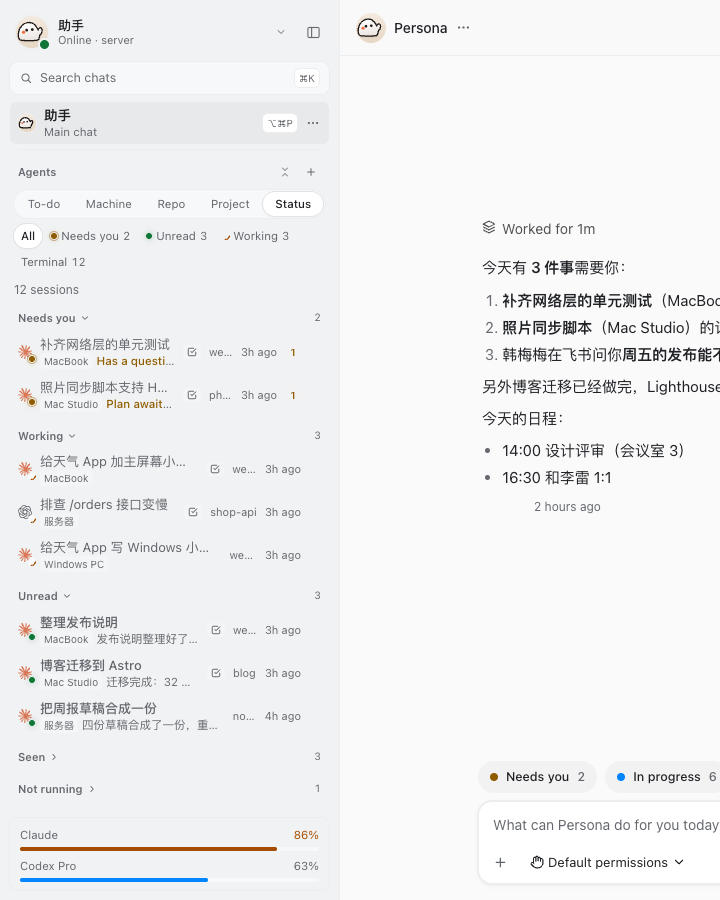 助手
Online · server
Search chats ⌘K
助手
Main chat
⌥⌘P ···
Agents
To-do Machine Repo Project Status
All Needs you 2 Unread 3 Working 3
Terminal 12
12 sessions
Needs you 2
补齐网络层的单元测试 we... 3h ago 1
MacBook Has a questi...
照片同步脚本支持 H... ph... 3h ago 1
Mac Studio Plan await...
Working 3
给天气 App 加主屏幕小... we... 3h ago
MacBook
排查 /orders 接口变慢 shop-api 3h ago
服务器
给天气 App 写 Windows 小... we... 3h ago
Windows PC
Unread 3
整理发布说明 we... 3h ago
MacBook 发布说明整理好了...
博客迁移到 Astro blog 3h ago
Mac Studio 迁移完成：32 ...
把周报草稿合成一份 no... 4h ago
服务器 四份草稿合成了一份，重...
Seen 3
Not running 1
Claude 86%
Codex Pro 63%
Persona ···
Worked for 1m
今天有 3 件事需要你：
1. 补齐网络层的单元测试（MacBoo
2. 照片同步脚本（Mac Studio）的
3. 韩梅梅在飞书问你周五的发布能不
另外博客迁移已经做完，Lighthouse
今天的日程：
• 14:00 设计评审（会议室 3）
• 16:30 和李雷 1:1
2 hours ago
Needs you 2 In progress 6
What can Persona do for you today
Default permissions